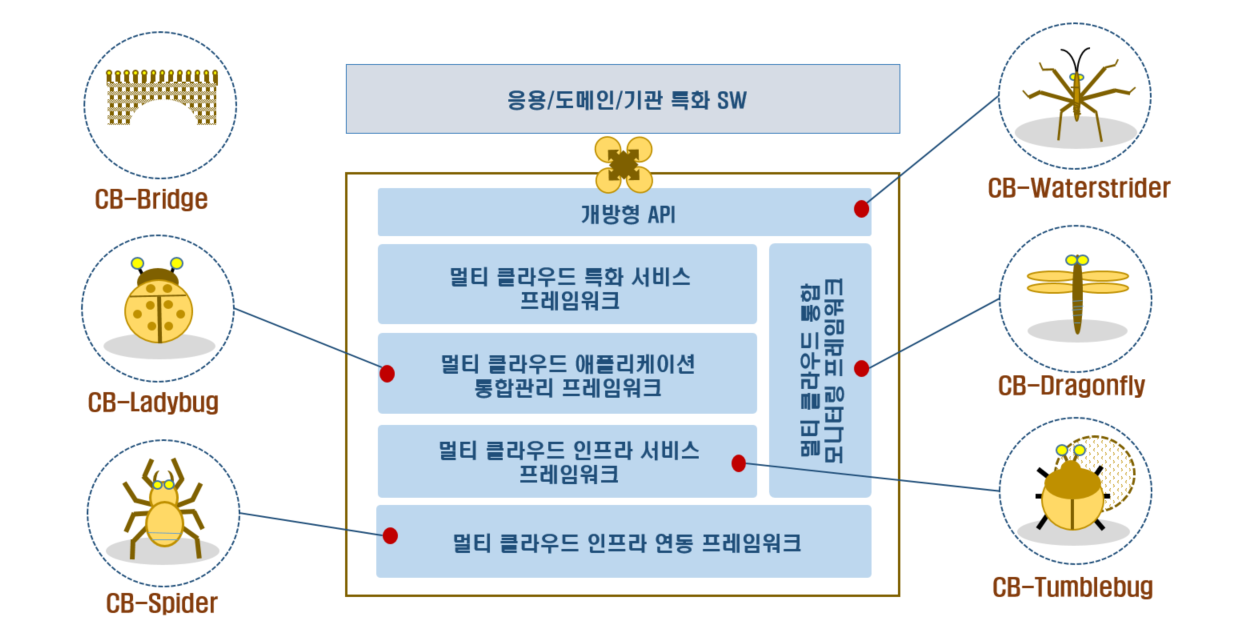 응용/도메인/기관 특화 SW
CB-Bridge
CB-Waterstrider
개방형 API
멀티 클라우드 특화 서비스
프레임워크
멀티 클라우드 통합
모니터링 프레임워크
멀티 클라우드 애플리케이션
통합관리 프레임워크
CB-Ladybug
CB-Dragonfly
멀티 클라우드 인프라 서비스
프레임워크
멀티 클라우드 인프라 연동 프레임워크
CB-Spider
CB-Tumblebug